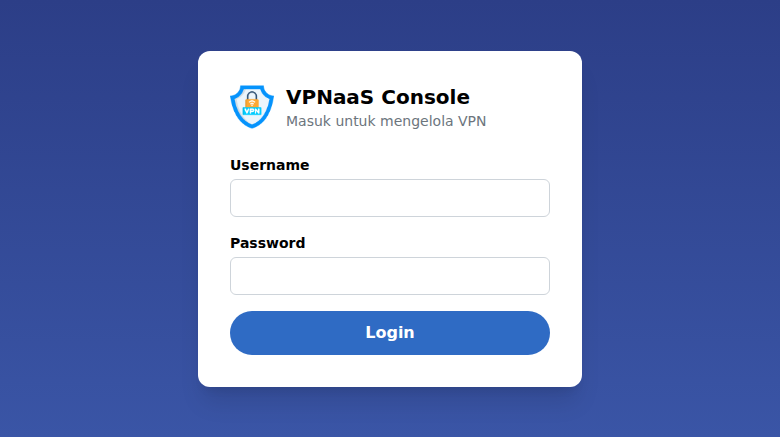 VPNaaS Console
Masuk untuk mengelola VPN
VPN
Username
Password
Login